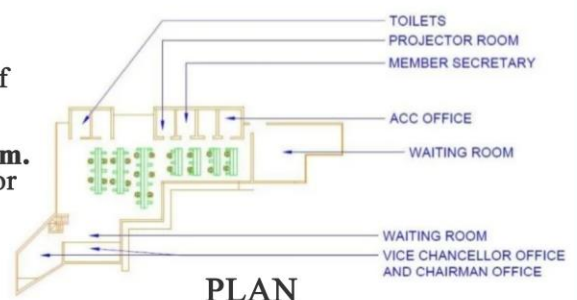 TOILETS
PROJECTOR ROOM
MEMBER SECRETARY
of
ACC OFFICE
m.
or
WAITING ROOM
WAITING ROOM
VICE CHANCELLOR OFFICE
AND CHAIRMAN OFFICE
PLAN